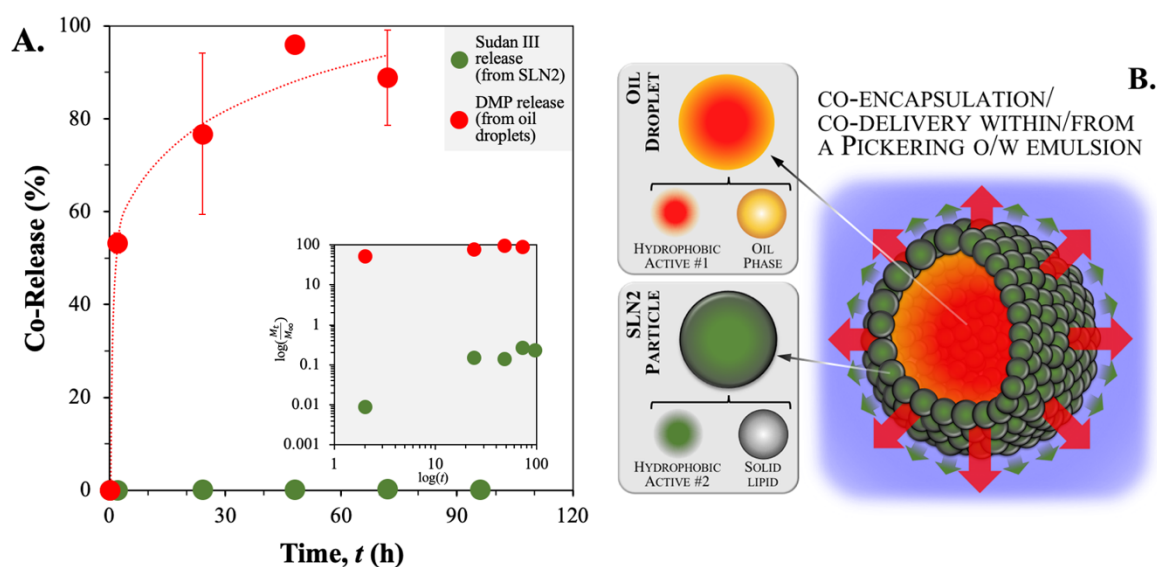 A.
Co-Release (%)
100
80
60
40
20
0
0
30
60
90
120
Time, t (h)
Sudan III
release
(from SLN2)
DMP release
(from oil
droplets)
log(Mt/M∞)
100
10
1
0.1
0.01
0.001
1
10
100
log(t)
B.
OIL
DROPLET
HYDROPHOBIC
ACTIVE #1
OIL
PHASE
SLN2
PARTICLE
HYDROPHOBIC
ACTIVE #2
SOLID
LIPID
CO-ENCAPSULATION/
CO-DELIVERY WITHIN/FROM
A PICKERING O/W EMULSION